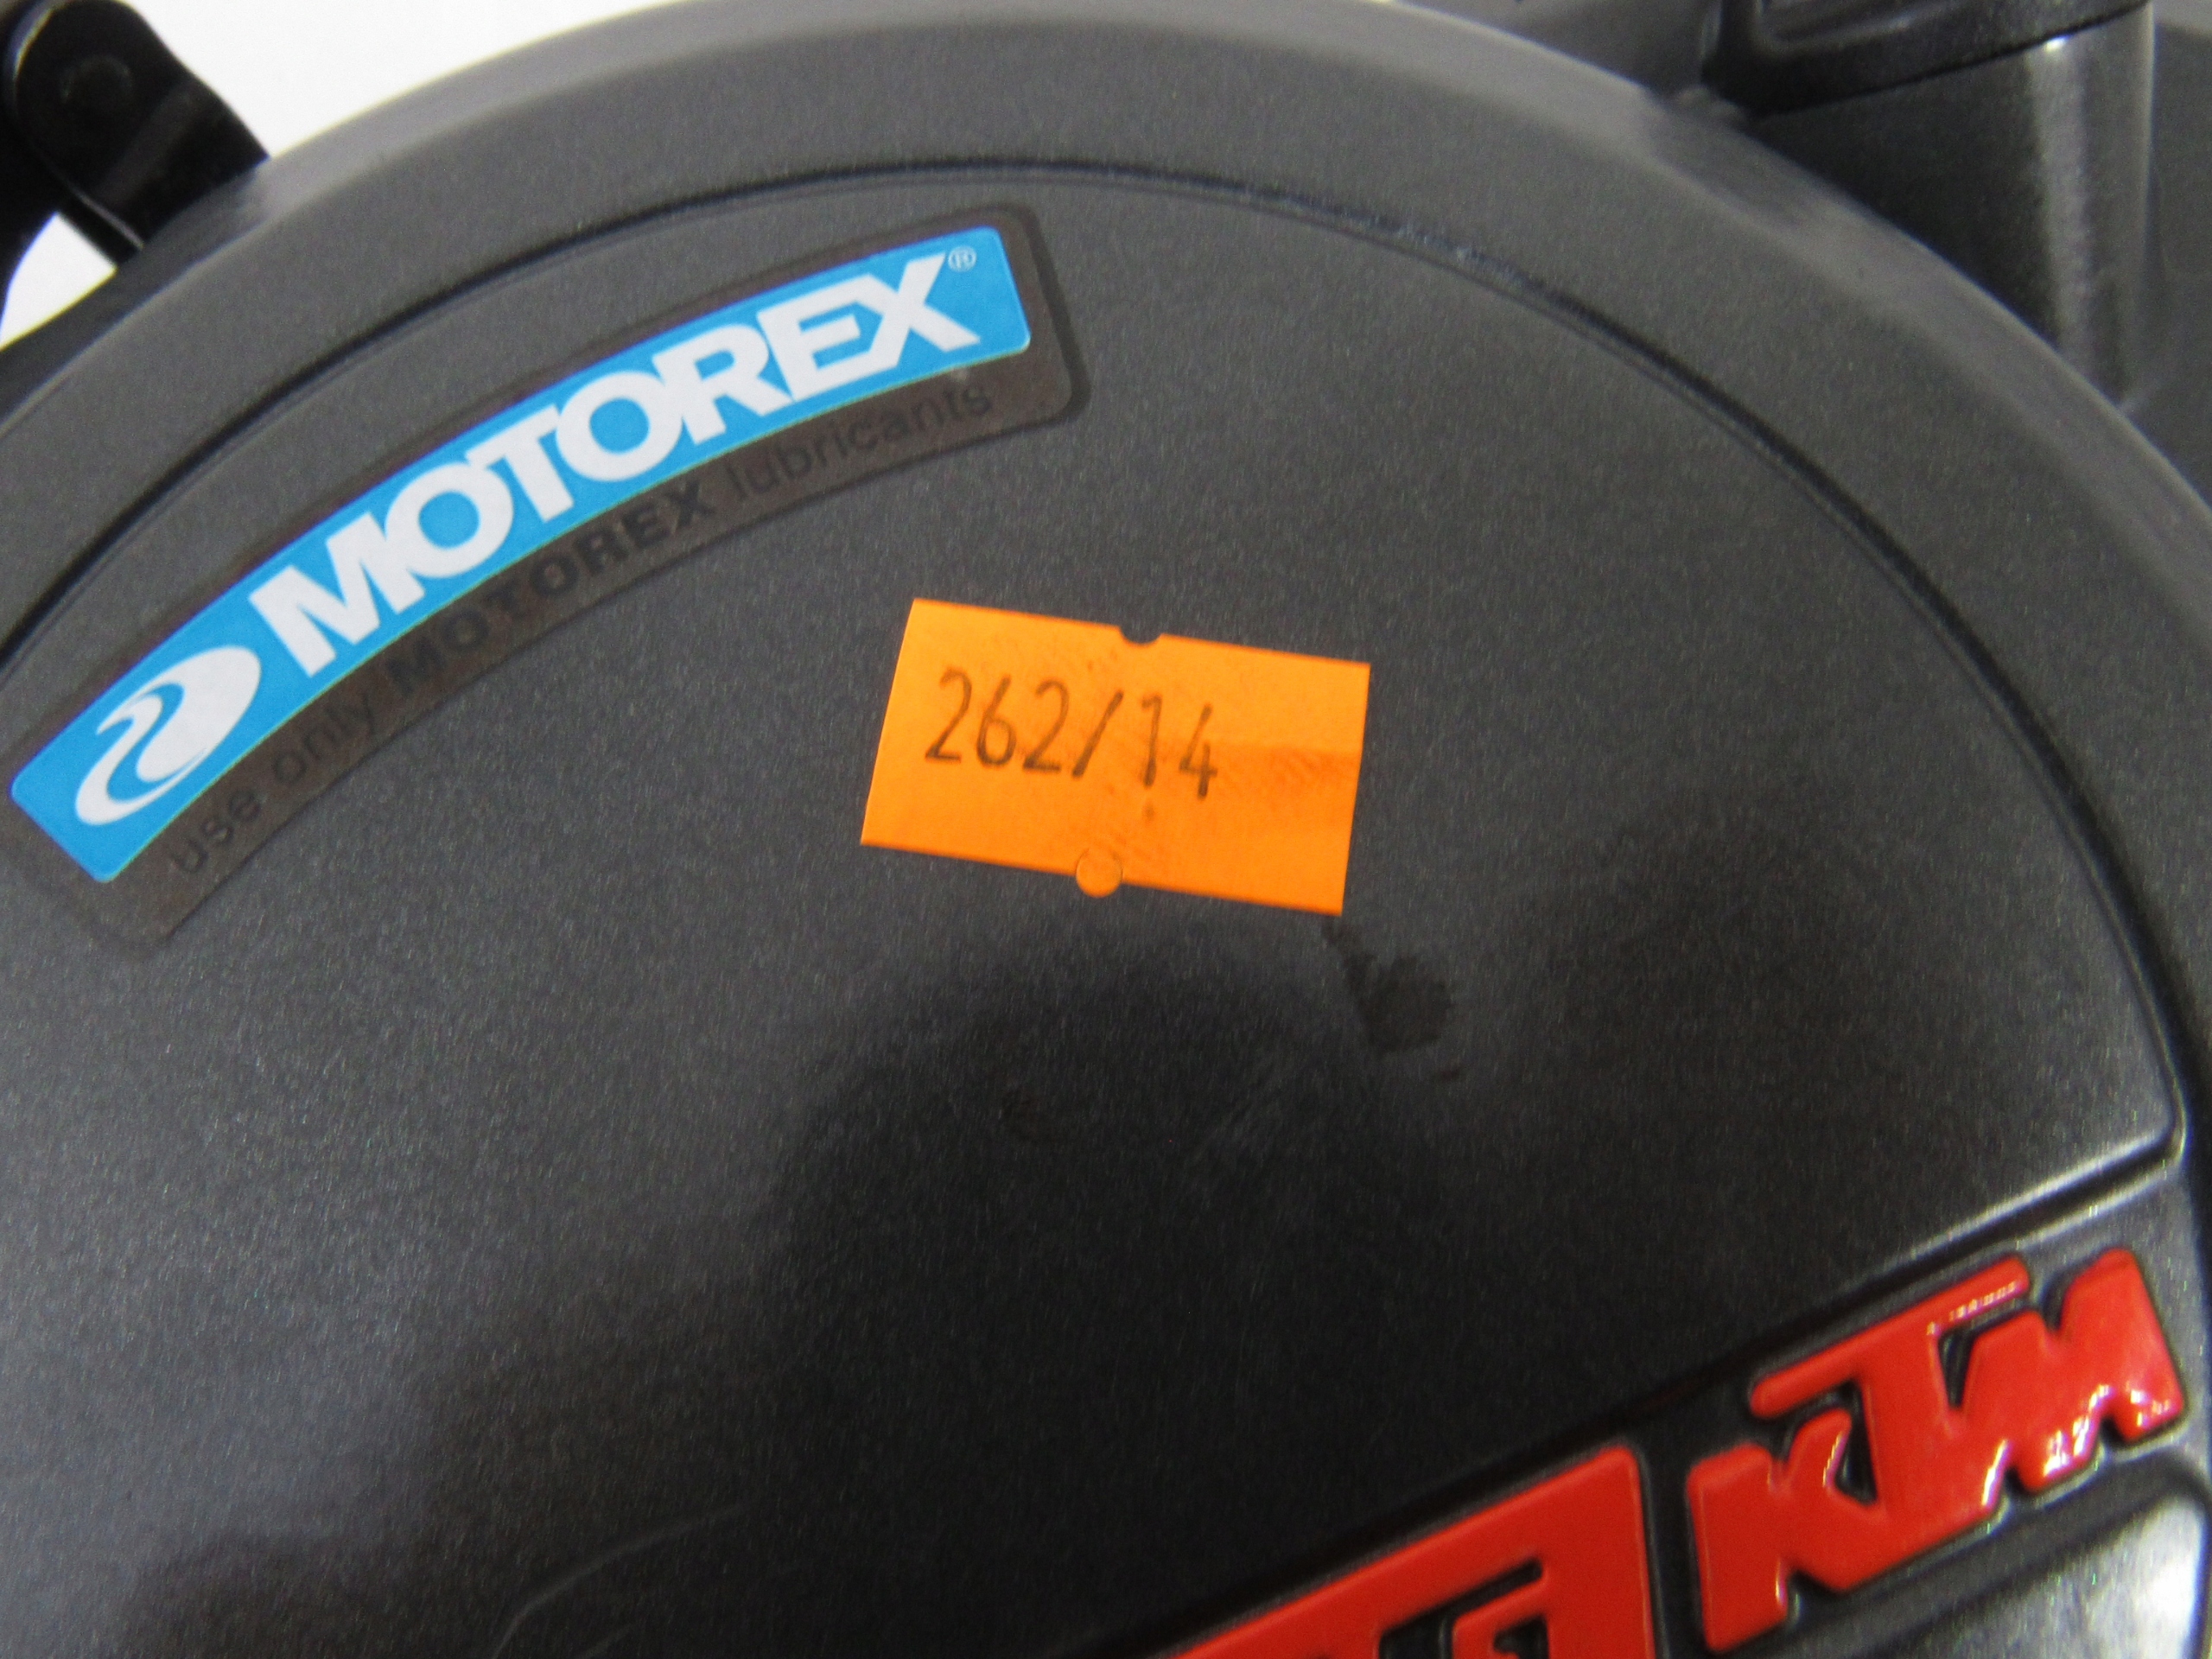 MOTOREX®
use only MOTOREX lubricants
262/14
KTM